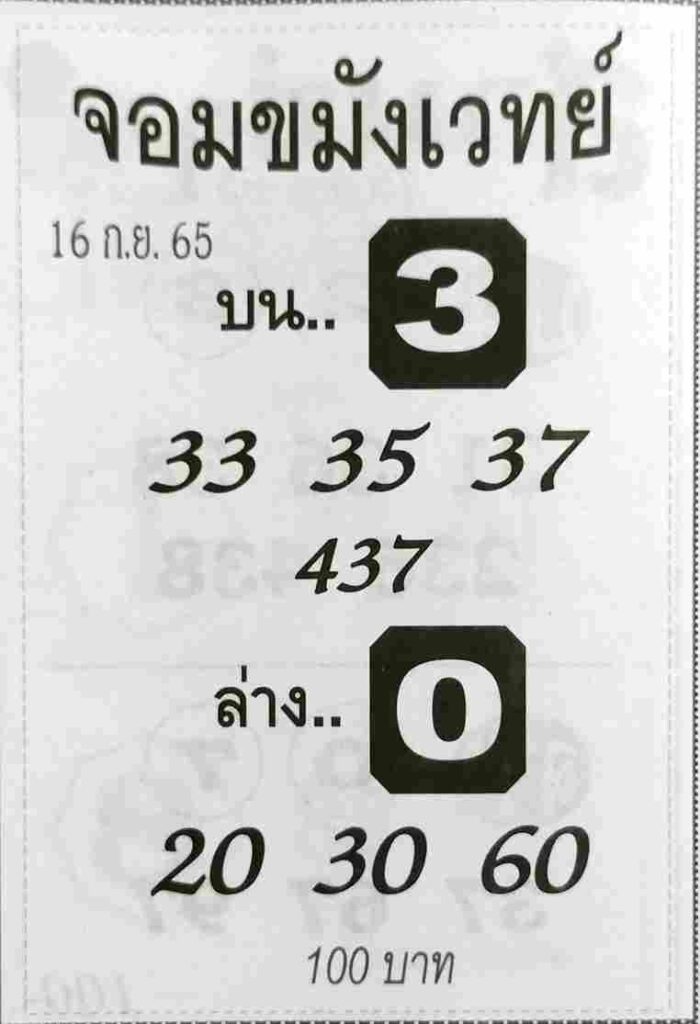 จอมขมังเวทย์
16 ก.ย. 65
บน.. 3
33 35 37
437
ล่าง.. 0
20 30 60
100 บาท